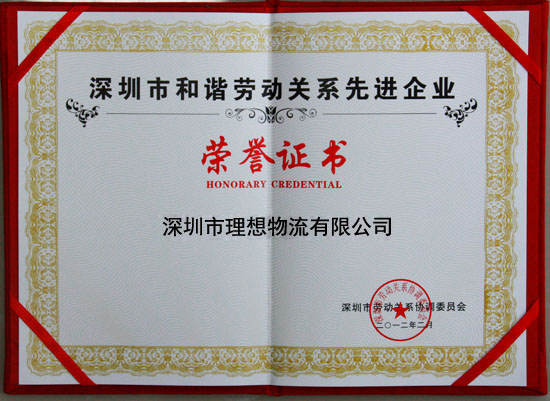 深圳市和谐劳动关系先进企业
荣誉证书
HONORARY CREDENTIAL
深圳市理想物流有限公司
深圳市劳动关系协调委员会
二〇一二年二月